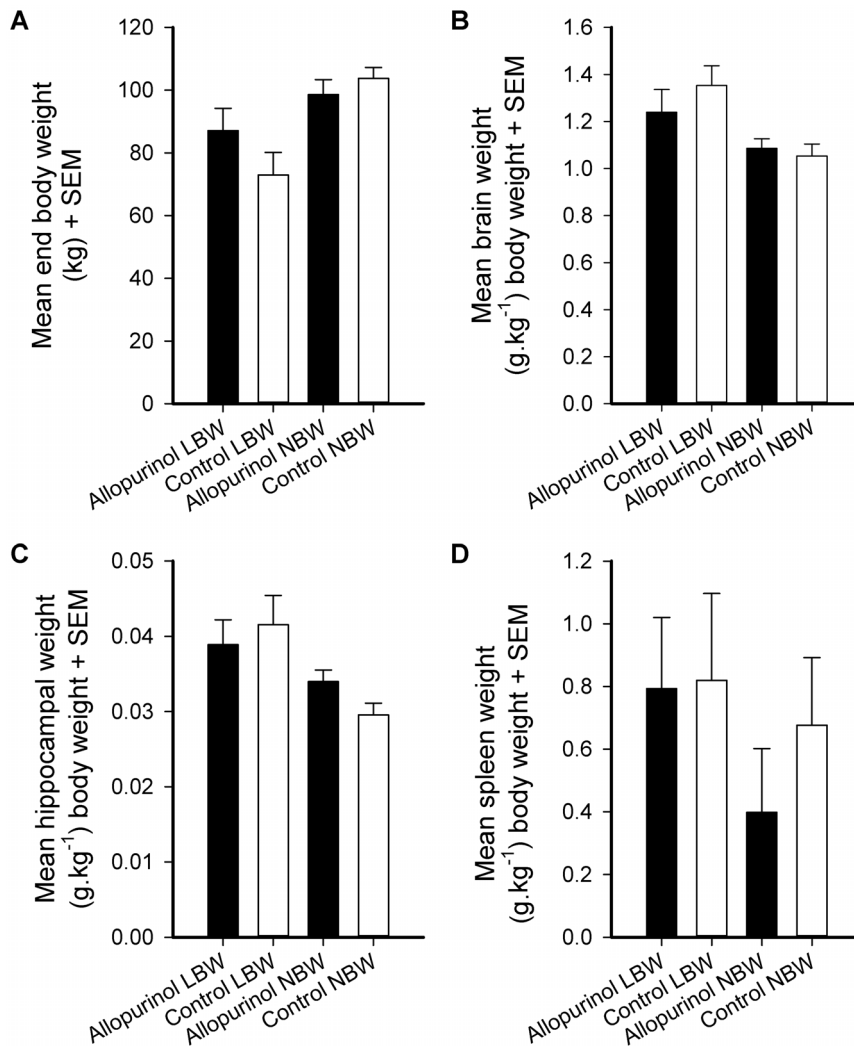 A
Mean end body weight
(kg) + SEM
120
100
80
60
40
20
0
Allopurinol LBW
Control LBW
Allopurinol NBW
Control NBW
B
Mean brain weight
(g.kg⁻¹) body weight + SEM
1.6
1.4
1.2
1.0
0.8
0.6
0.4
0.2
0.0
Allopurinol LBW
Control LBW
Allopurinol NBW
Control NBW
C
Mean hippocampal weight
(g.kg⁻¹) body weight + SEM
0.05
0.04
0.03
0.02
0.01
0.00
Allopurinol LBW
Control LBW
Allopurinol NBW
Control NBW
D
Mean spleen weight
(g.kg⁻¹) body weight + SEM
1.2
1.0
0.8
0.6
0.4
0.2
0.0
Allopurinol LBW
Control LBW
Allopurinol NBW
Control NBW